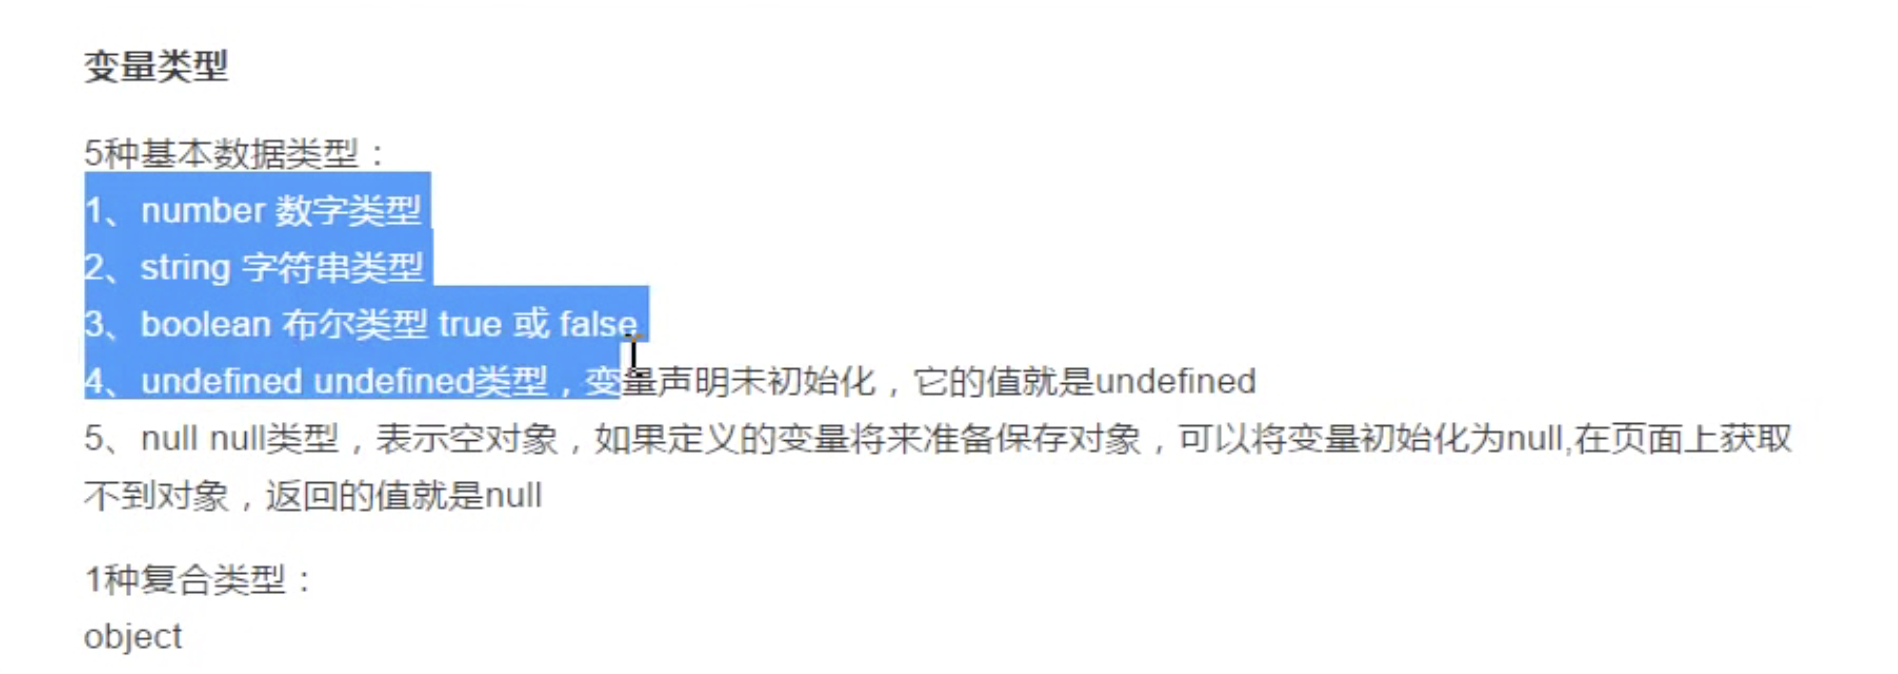 变量类型
5种基本数据类型：
1、number 数字类型
2、string 字符串类型
3、boolean 布尔类型 true 或 false
4、undefined undefined类型，变量声明未初始化，它的值就是undefined
5、null null类型，表示空对象，如果定义的变量将来准备保存对象，可以将变量初始化为null,在页面上获取
不到对象，返回的值就是null
1种复合类型：
object